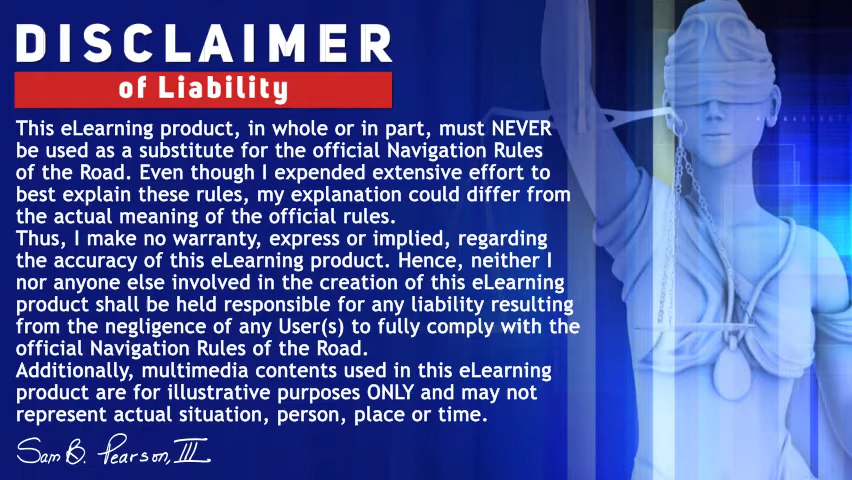 DISCLAIMER
of Liability
This eLearning product, in whole or in part, must NEVER
be used as a substitute for the official Navigation Rules
of the Road. Even though I expended extensive effort to
best explain these rules, my explanation could differ from
the actual meaning of the official rules.
Thus, I make no warranty, express or implied, regarding
the accuracy of this eLearning product. Hence, neither I
nor anyone else involved in the creation of this eLearning
product shall be held responsible for any liability resulting
from the negligence of any User(s) to fully comply with the
official Navigation Rules of the Road.
Additionally, multimedia contents used in this eLearning
product are for illustrative purposes ONLY and may not
represent actual situation, person, place or time.
Sam B. Pearson, III